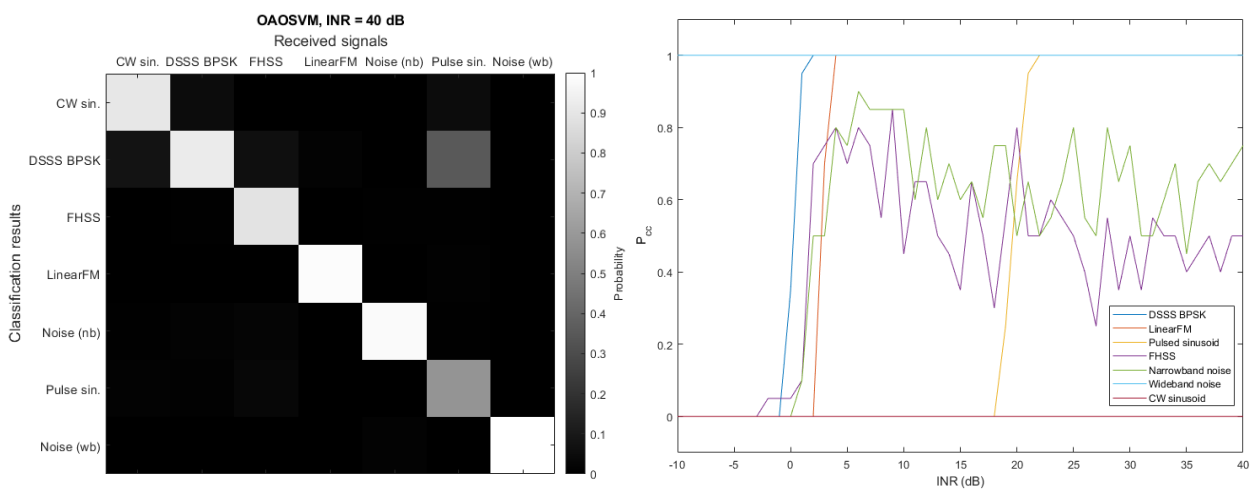 OAOSVM, INR = 40 dB
Received signals
CW sin. DSSS BPSK FHSS LinearFM Noise (nb) Pulse sin. Noise (wb)
Classification results
CW sin.
DSSS BPSK
FHSS
LinearFM
Noise (nb)
Pulse sin.
Noise (wb)
1
0.9
0.8
0.7
0.6
0.5
0.4
0.3
0.2
0.1
0
Probability
1
0.8
0.6
0.4
0.2
0
Pcc
-10 -5 0 5 10 15 20 25 30 35 40
INR (dB)
DSSS BPSK
LinearFM
Pulsed sinusoid
FHSS
Narrowband noise
Wideband noise
CW sinusoid